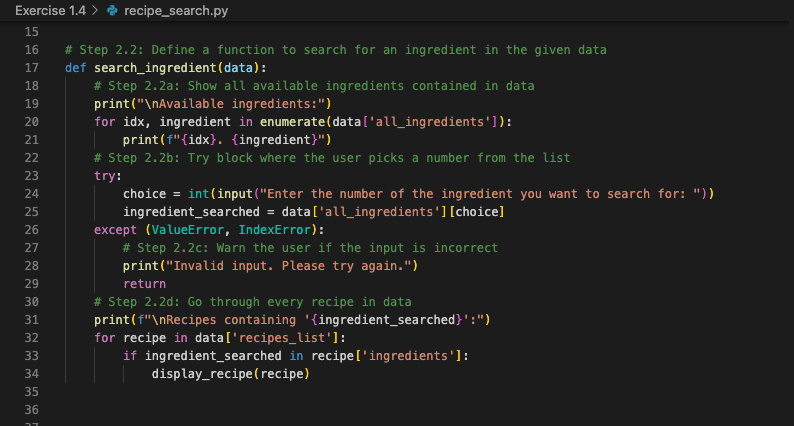 Exercise 1.4 > recipe_search.py
15
16 # Step 2.2: Define a function to search for an ingredient in the given data
17 def search_ingredient(data):
18     # Step 2.2a: Show all available ingredients contained in data
19     print("\nAvailable ingredients:")
20     for idx, ingredient in enumerate(data['all_ingredients']):
21         print(f"{idx}. {ingredient}")
22     # Step 2.2b: Try block where the user picks a number from the list
23     try:
24         choice = int(input("Enter the number of the ingredient you want to search for: "))
25         ingredient_searched = data['all_ingredients'][choice]
26     except (ValueError, IndexError):
27         # Step 2.2c: Warn the user if the input is incorrect
28         print("Invalid input. Please try again.")
29         return
30     # Step 2.2d: Go through every recipe in data
31     print(f"\nRecipes containing '{ingredient_searched}':")
32     for recipe in data['recipes_list']:
33         if ingredient_searched in recipe['ingredients']:
34             display_recipe(recipe)
35
36
37